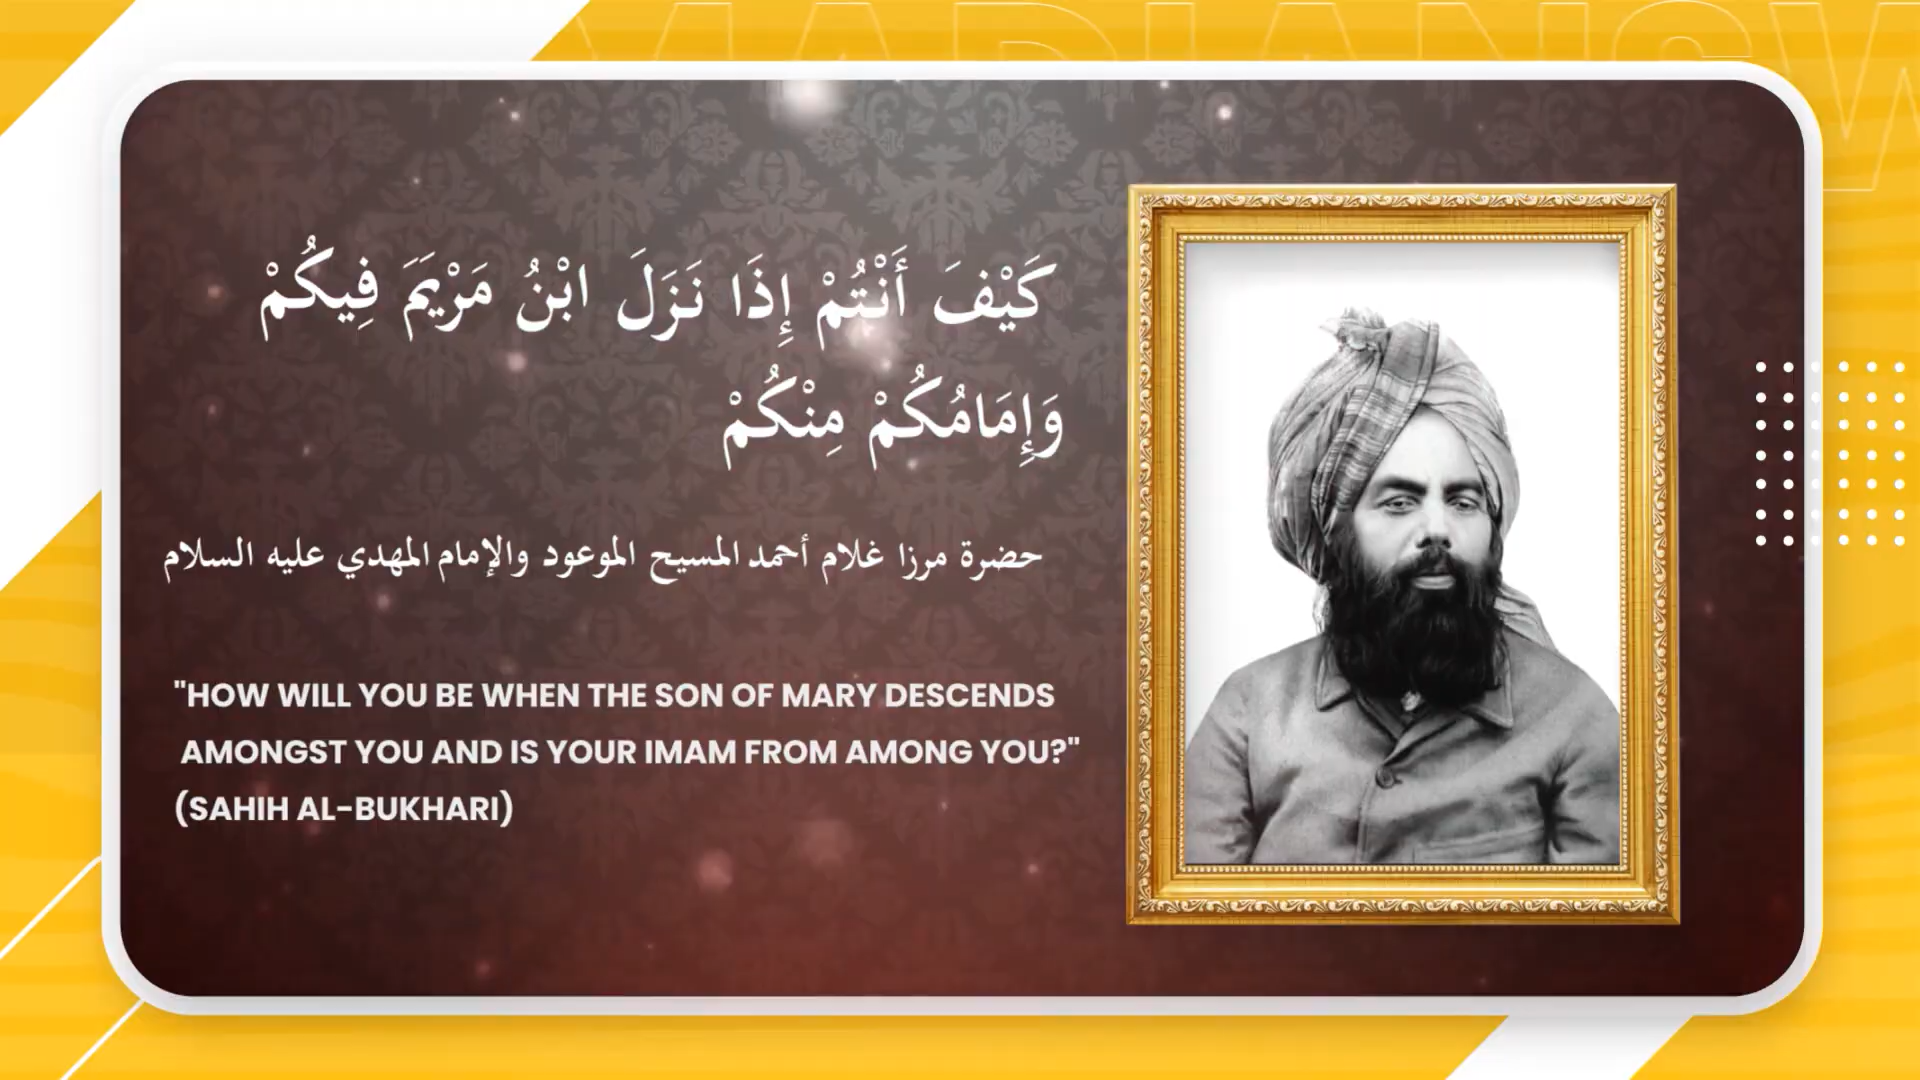 كَيْفَ أَنْتُمْ إِذَا نَزَلَ ابْنُ مَرْيَمَ فِيكُمْ
وَإِمَامُكُمْ مِنْكُمْ
حضرة مرزا غلام أحمد المسيح الموعود والإمام المهدي عليه السلام
"HOW WILL YOU BE WHEN THE SON OF MARY DESCENDS
AMONGST YOU AND IS YOUR IMAM FROM AMONG YOU?"
(SAHIH AL-BUKHARI)